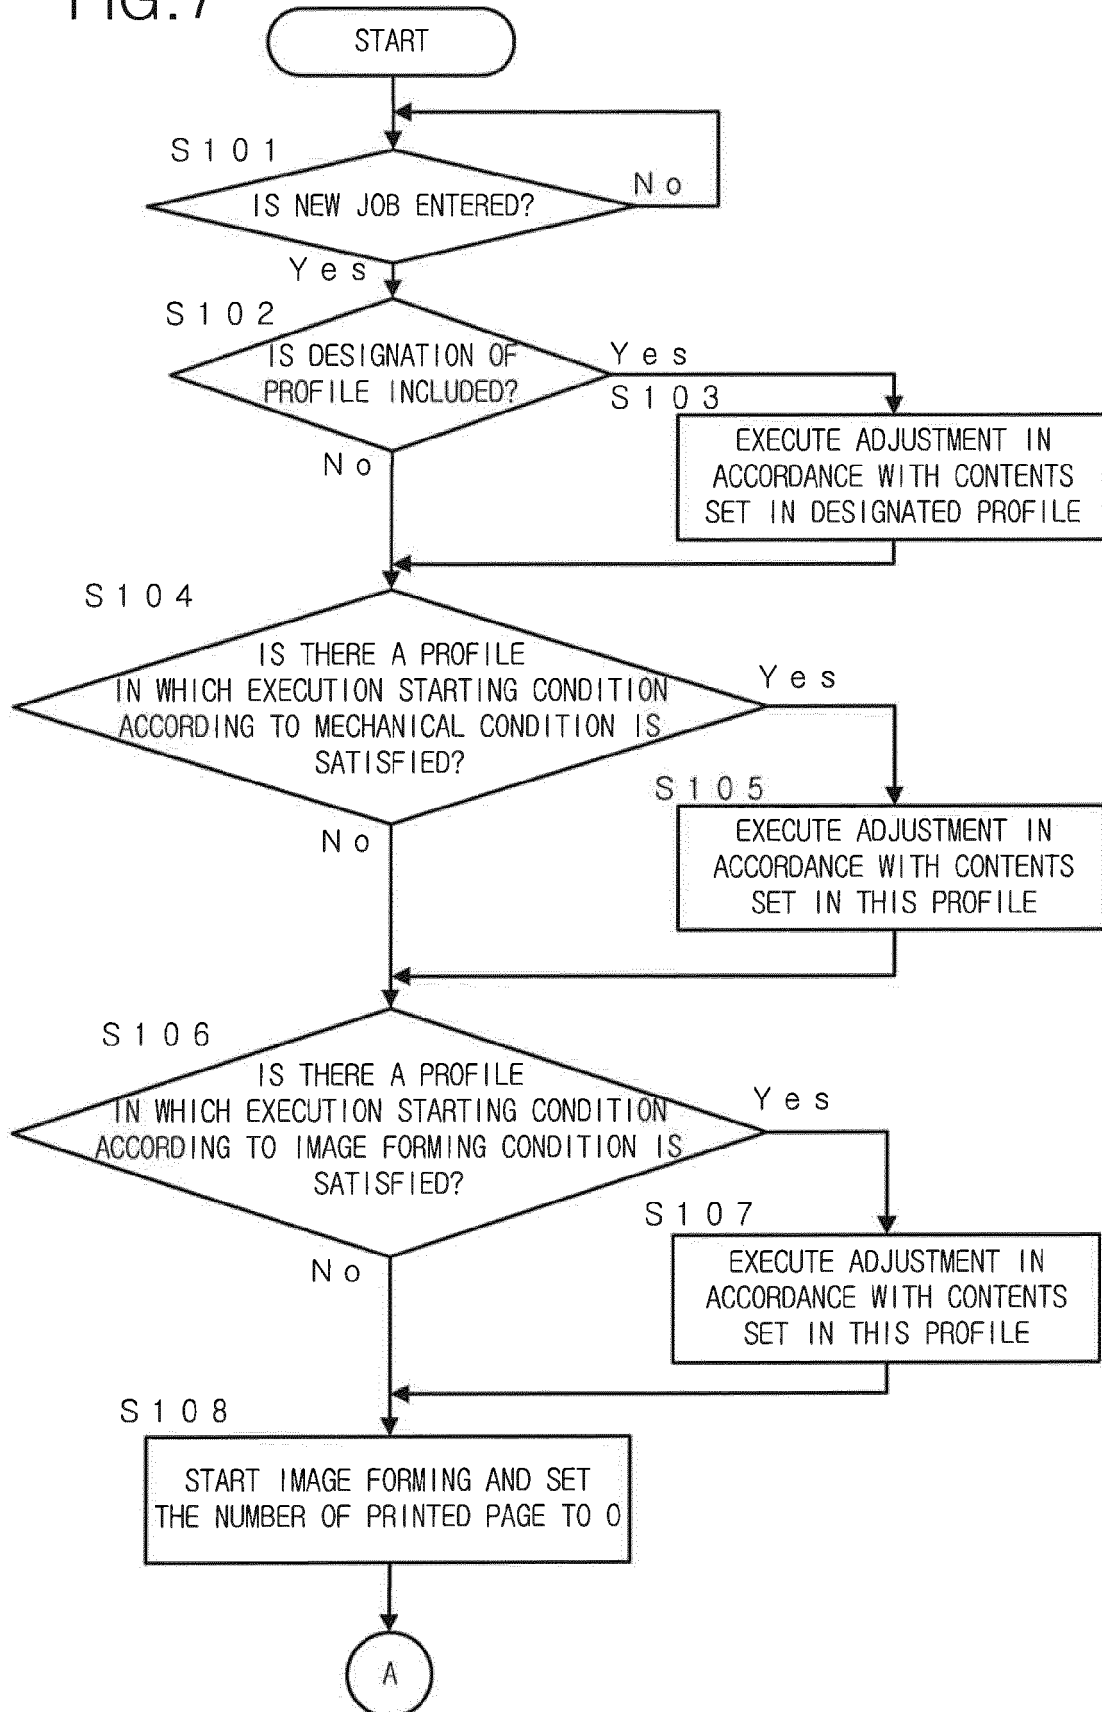 FIG.7
START
S101
IS NEW JOB ENTERED?
No
Yes
S102
IS DESIGNATION OF
PROFILE INCLUDED?
Yes
S103
EXECUTE ADJUSTMENT IN
ACCORDANCE WITH CONTENTS
SET IN DESIGNATED PROFILE
No
S104
IS THERE A PROFILE
IN WHICH EXECUTION STARTING CONDITION
ACCORDING TO MECHANICAL CONDITION IS
SATISFIED?
Yes
S105
EXECUTE ADJUSTMENT IN
ACCORDANCE WITH CONTENTS
SET IN THIS PROFILE
No
S106
IS THERE A PROFILE
IN WHICH EXECUTION STARTING CONDITION
ACCORDING TO IMAGE FORMING CONDITION IS
SATISFIED?
Yes
S107
EXECUTE ADJUSTMENT IN
ACCORDANCE WITH CONTENTS
SET IN THIS PROFILE
No
S108
START IMAGE FORMING AND SET
THE NUMBER OF PRINTED PAGE TO 0
A